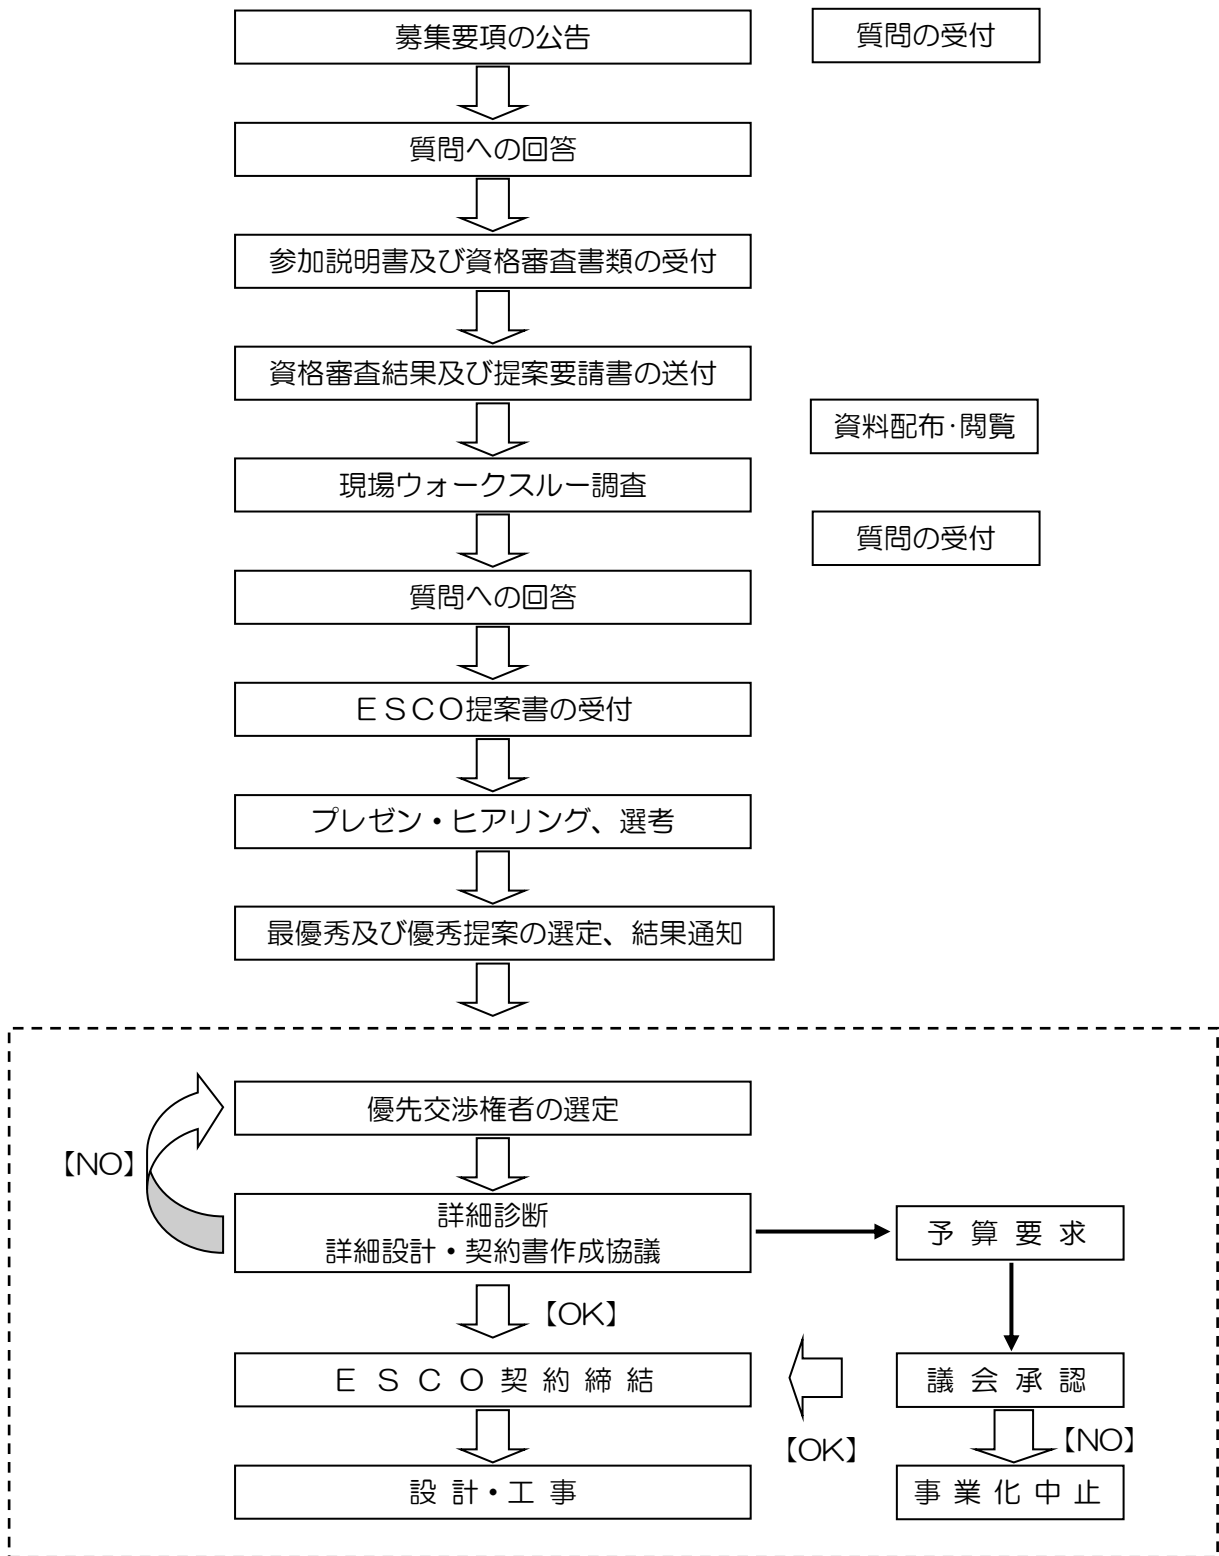 募集要項の公告
質問の受付
質問への回答
参加説明書及び資格審査書類の受付
資格審査結果及び提案要請書の送付
資料配布･閲覧
現場ウォークスルー調査
質問の受付
質問への回答
ＥＳＣＯ提案書の受付
プレゼン・ヒアリング、選考
最優秀及び優秀提案の選定、結果通知
優先交渉権者の選定
【NO】
詳細診断
詳細設計・契約書作成協議
予 算 要 求
【OK】
Ｅ Ｓ Ｃ Ｏ 契 約 締 結
議 会 承 認
【OK】
【NO】
設 計・工 事
事 業 化 中 止